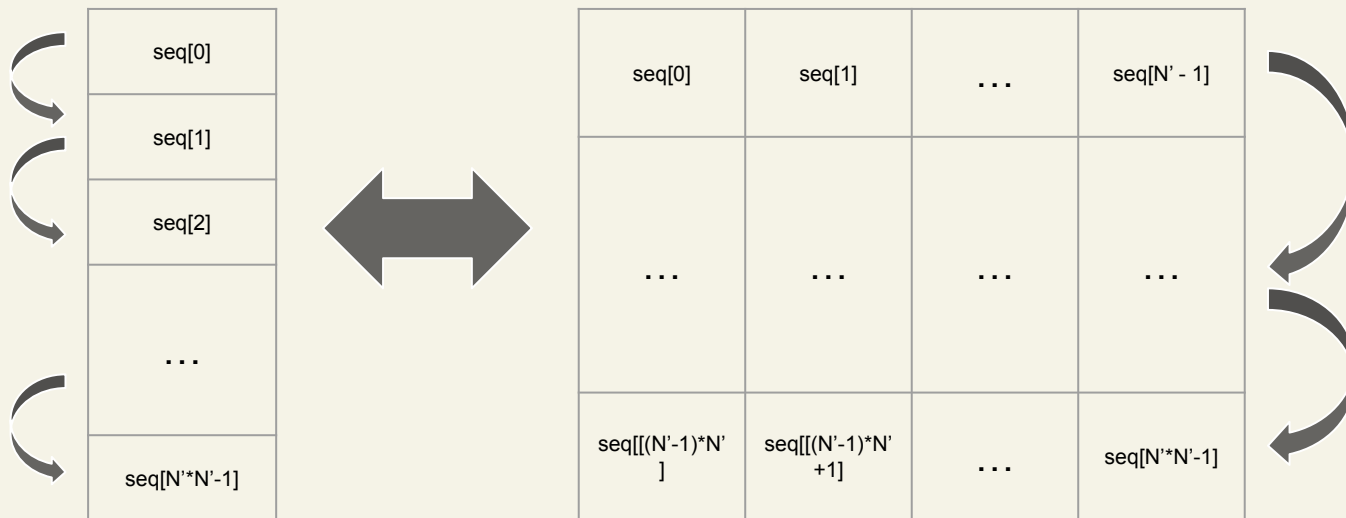 seq[0]
seq[1]
seq[2]
...
seq[N'*N'-1]
seq[0]
seq[1]
...
seq[N' - 1]
...
...
...
...
seq[[(N'-1)*N'
]
seq[[(N'-1)*N'
+1]
...
seq[N'*N'-1]